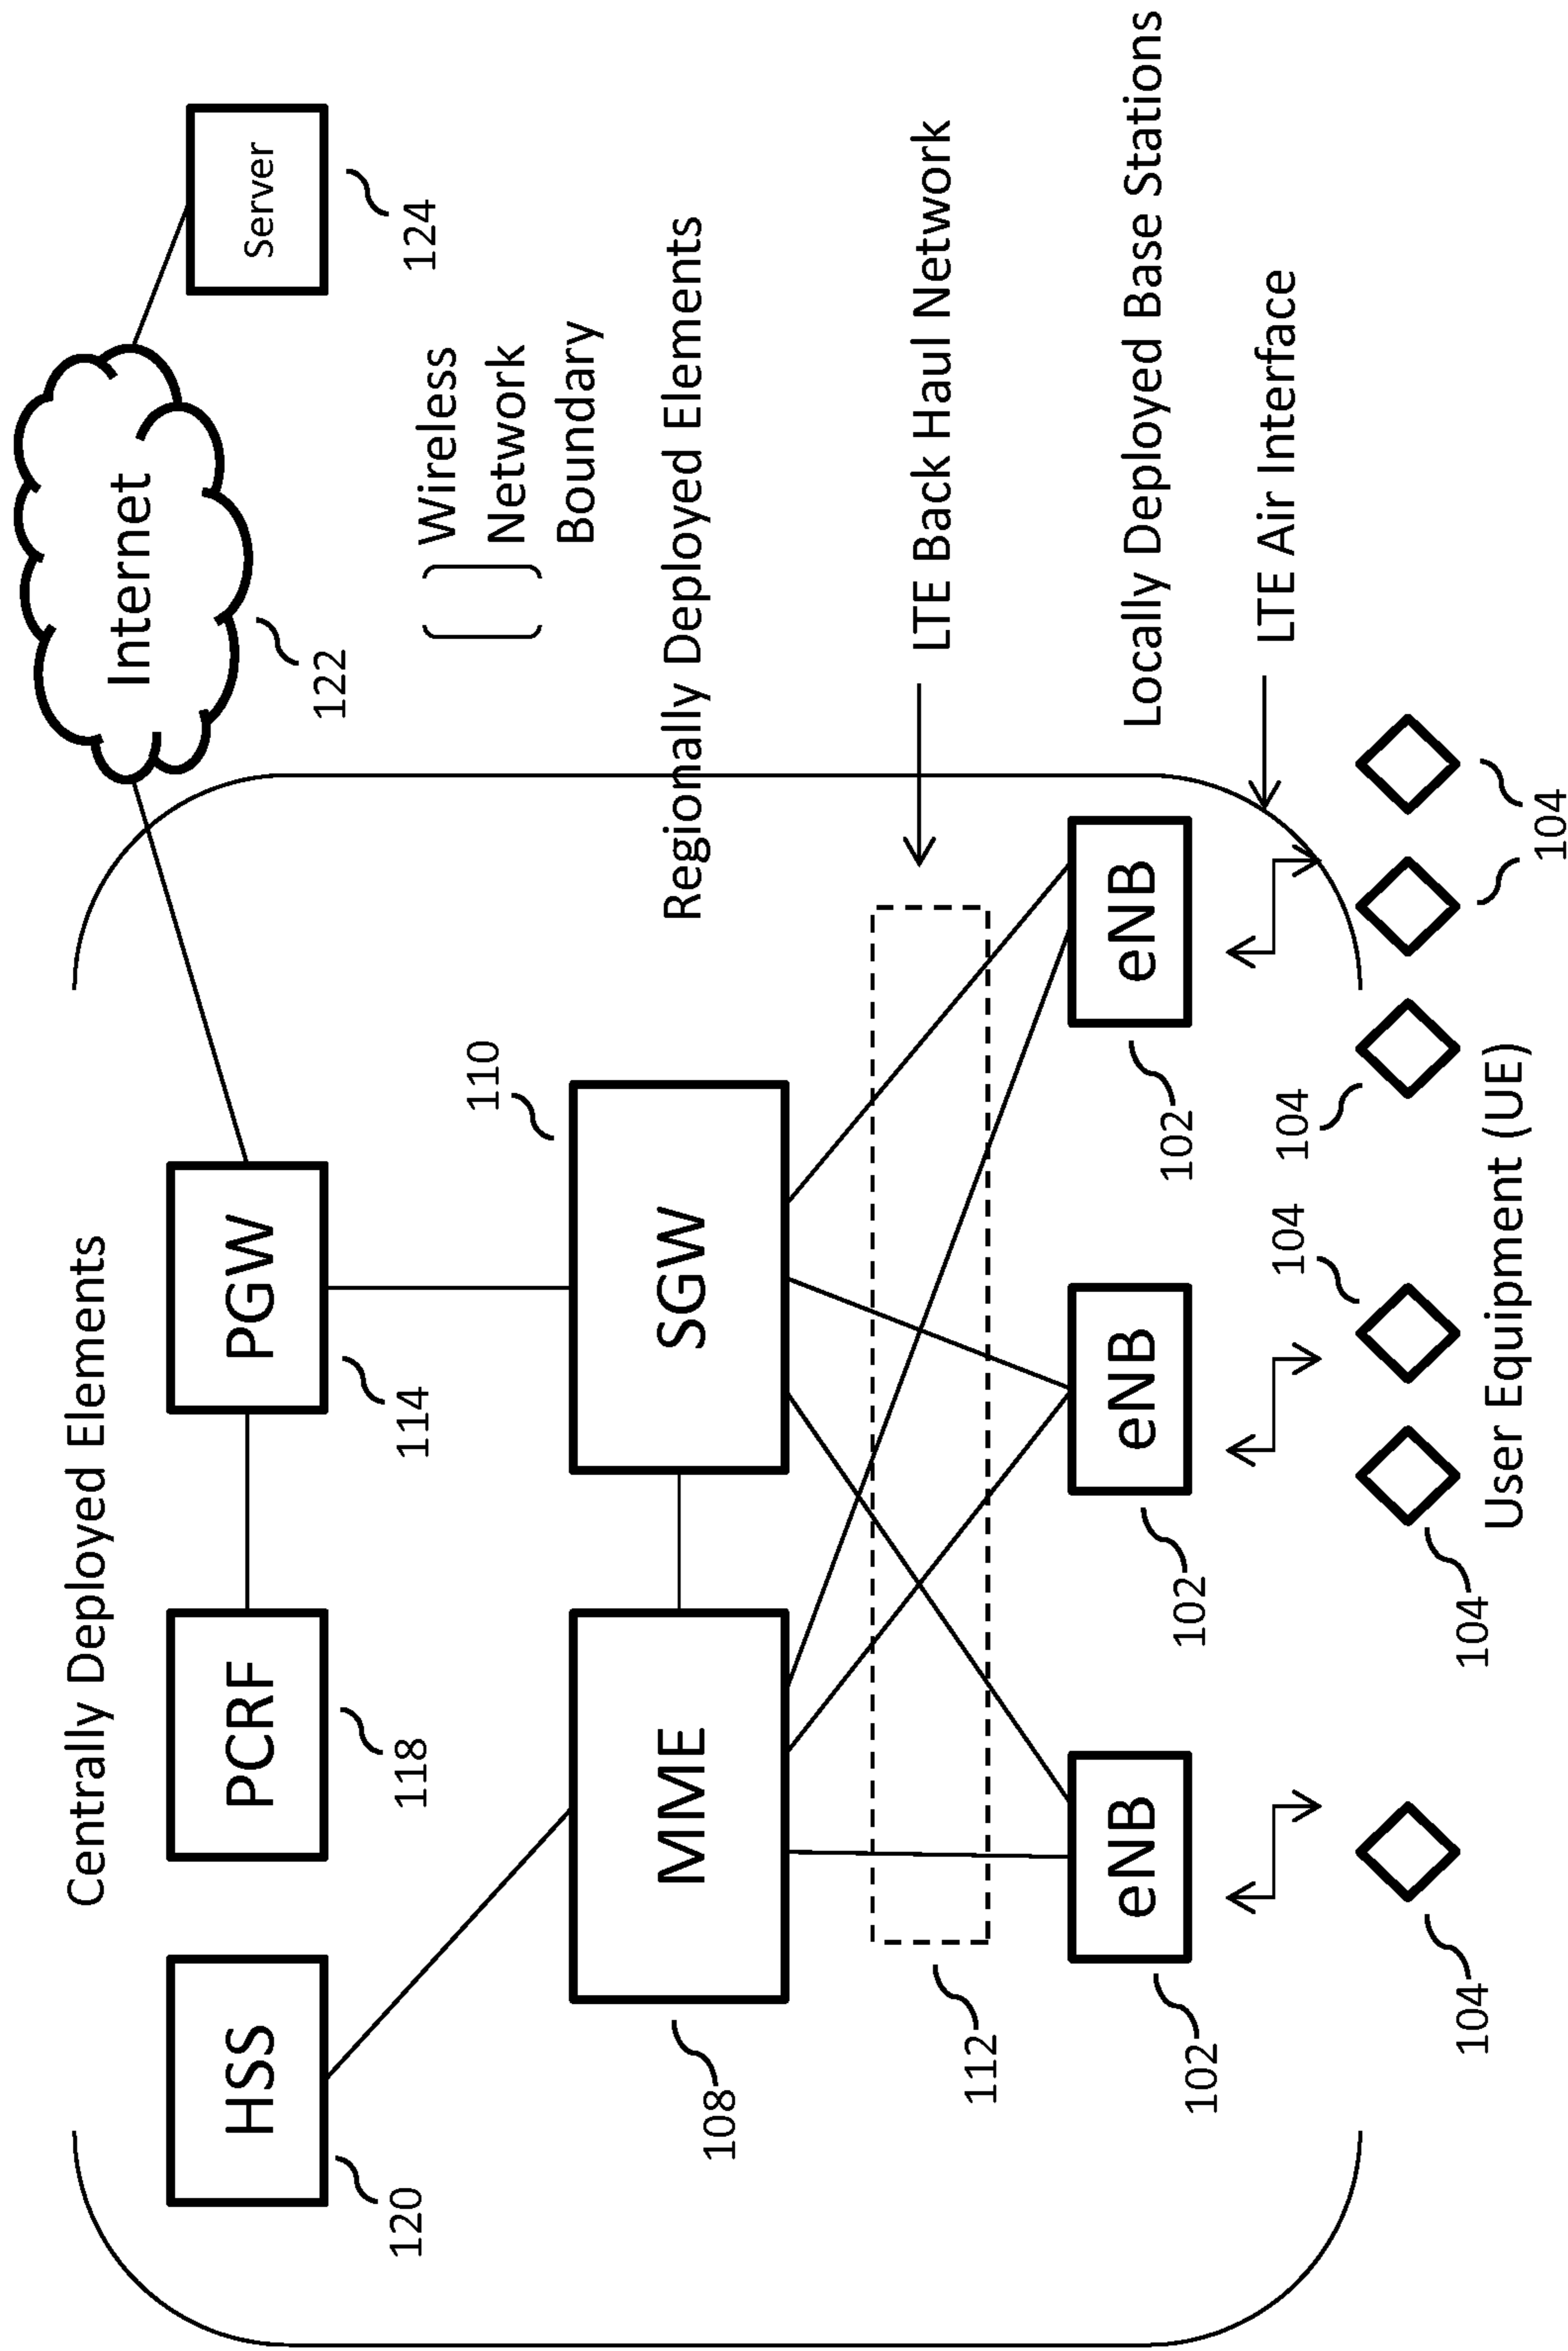 Centrally Deployed Elements
Internet
Server
HSS
PCRF
PGW
120
118
114
122
124
Wireless
Network
Boundary
110
MME
SGW
Regionally Deployed Elements
108
LTE Back Haul Network
112
eNB
eNB
eNB
Locally Deployed Base Stations
102
102
102
LTE Air Interface
104
104
104
104
104
User Equipment (UE)